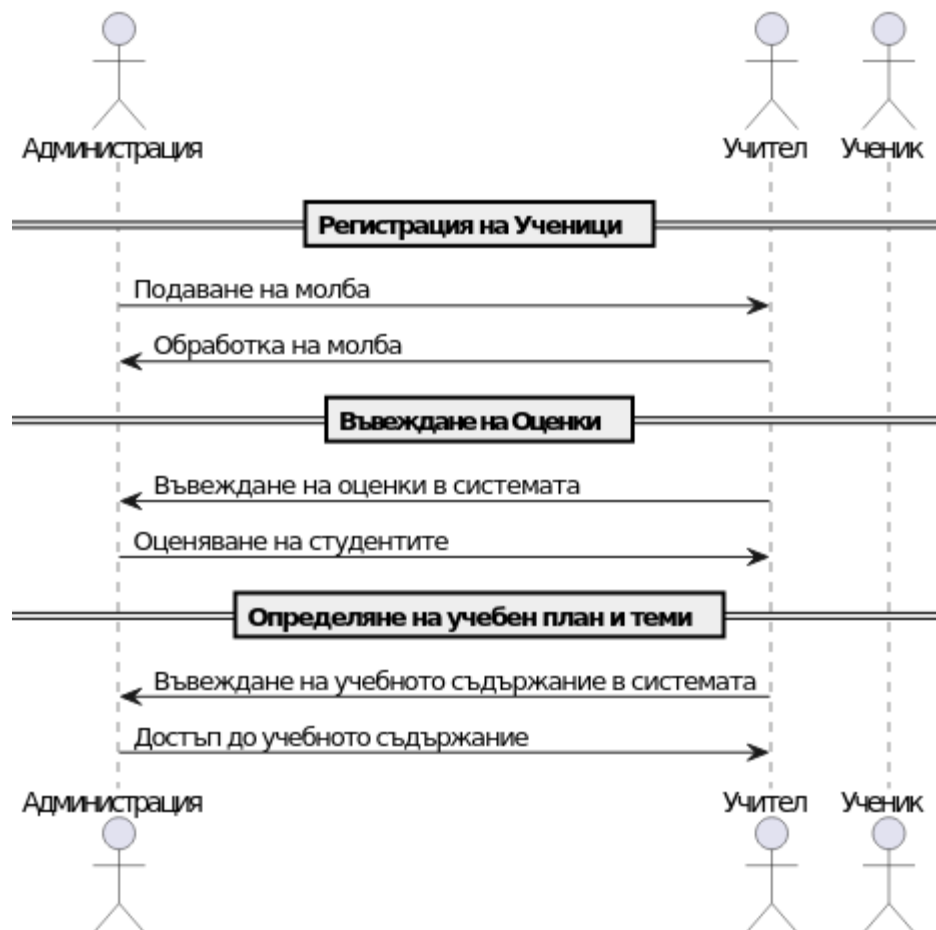 Администрация Учител Ученик
Регистрация на Ученици
Подаване на молба
Обработка на молба
Въвеждане на Оценки
Въвеждане на оценки в системата
Оценяване на студентите
Определяне на учебен план и теми
Въвеждане на учебното съдържание в системата
Достъп до учебното съдържание
Администрация Учител Ученик